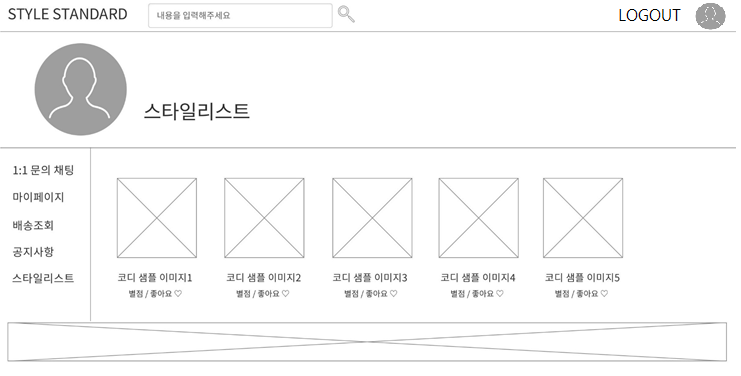 STYLE STANDARD
내용을 입력해주세요
LOGOUT
스타일리스트
1:1 문의 채팅
마이페이지
배송조회
공지사항
스타일리스트
코디 샘플 이미지1
별점 / 좋아요 ♡
코디 샘플 이미지2
별점 / 좋아요 ♡
코디 샘플 이미지3
별점 / 좋아요 ♡
코디 샘플 이미지4
별점 / 좋아요 ♡
코디 샘플 이미지5
별점 / 좋아요 ♡